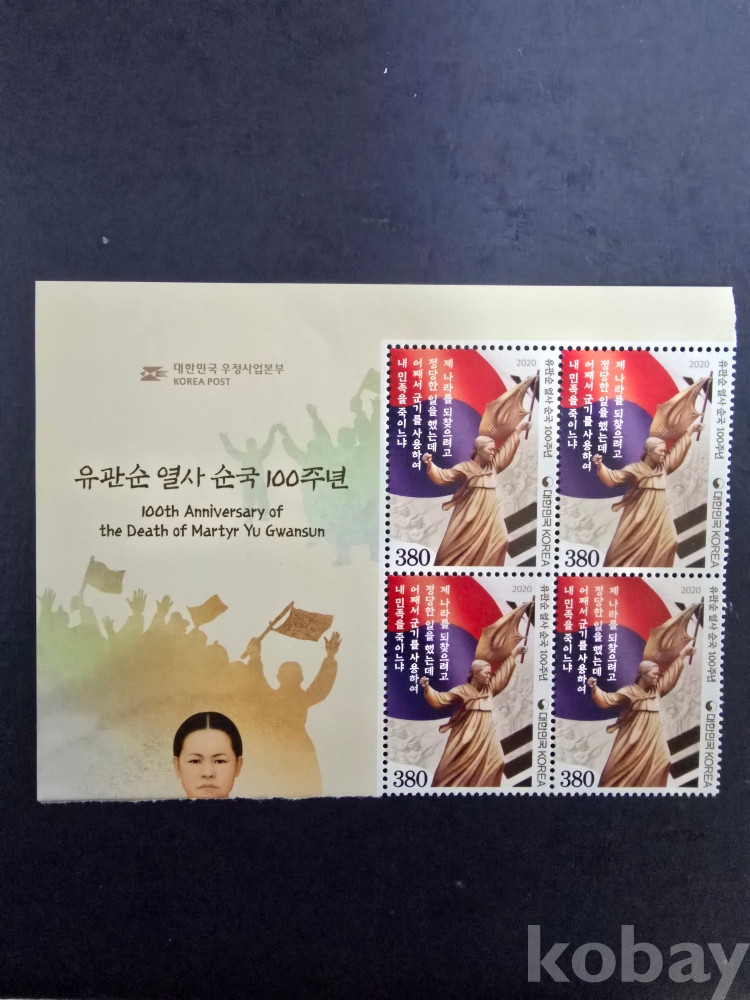 대한민국 우정사업본부
KOREA POST
유관순 열사 순국 100주년
100th Anniversary of
the Death of Martyr Yu Gwansun
제 나라를 되찾으려고
정당한 일을 했는데
어째서 군기를 사용하여
내 민족을 죽이느냐
2020
유관순 열사 순국 100주년
대한민국 KOREA
380
제 나라를 되찾으려고
정당한 일을 했는데
어째서 군기를 사용하여
내 민족을 죽이느냐
2020
유관순 열사 순국 100주년
대한민국 KOREA
380
제 나라를 되찾으려고
정당한 일을 했는데
어째서 군기를 사용하여
내 민족을 죽이느냐
2020
유관순 열사 순국 100주년
대한민국 KOREA
380
제 나라를 되찾으려고
정당한 일을 했는데
어째서 군기를 사용하여
내 민족을 죽이느냐
2020
유관순 열사 순국 100주년
대한민국 KOREA
380
kobay